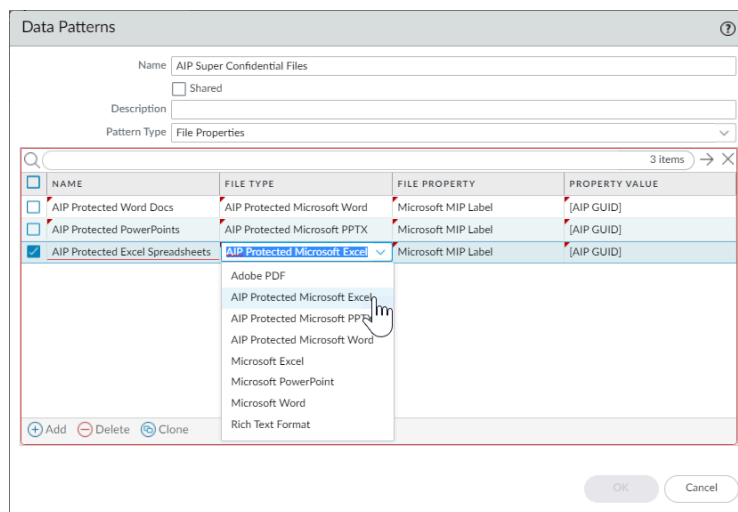 Data Patterns
Name AIP Super Confidential Files
Shared
Description
Pattern Type File Properties
3 items
NAME FILE TYPE FILE PROPERTY PROPERTY VALUE
AIP Protected Word Docs AIP Protected Microsoft Word Microsoft MIP Label [AIP GUID]
AIP Protected PowerPoints AIP Protected Microsoft PPTX Microsoft MIP Label [AIP GUID]
AIP Protected Excel Spreadsheets AIP Protected Microsoft Excel Microsoft MIP Label [AIP GUID]
Adobe PDF
AIP Protected Microsoft Excel
AIP Protected Microsoft PPTX
AIP Protected Microsoft Word
Microsoft Excel
Microsoft PowerPoint
Microsoft Word
Rich Text Format
Add Delete Clone
OK Cancel